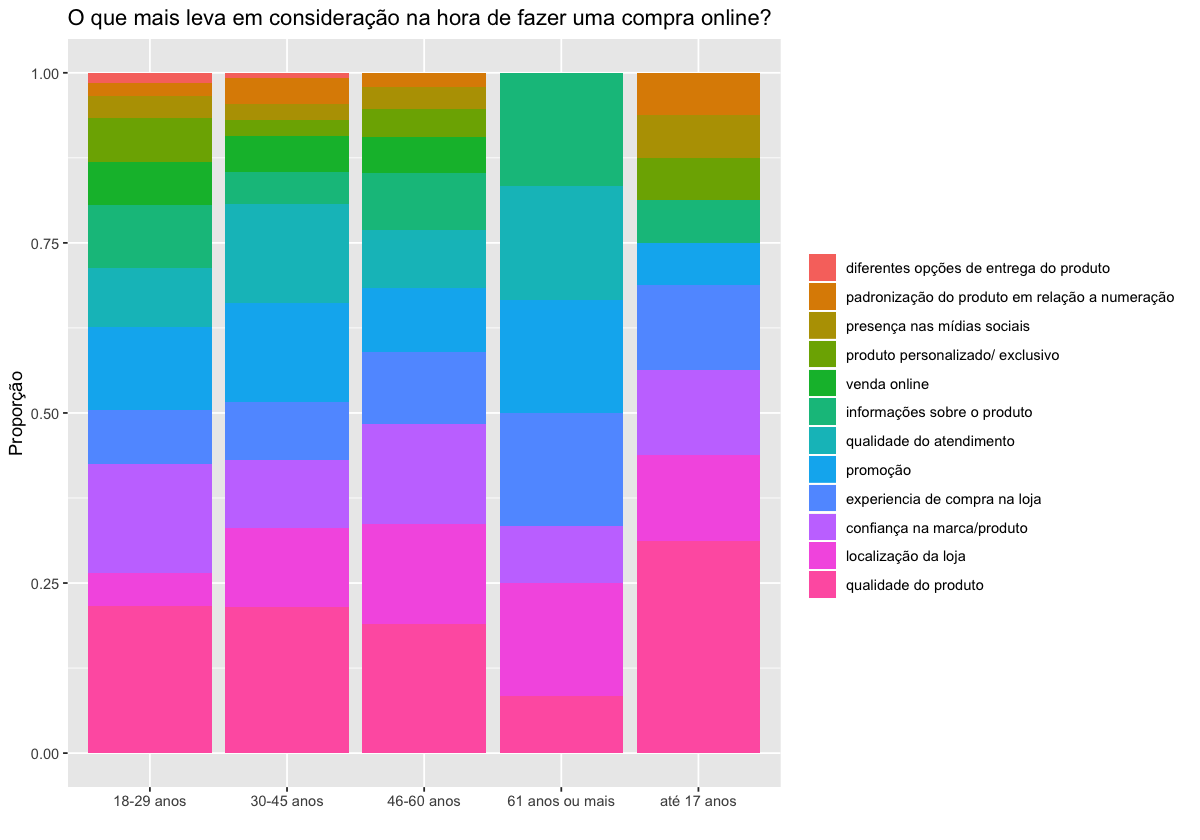 O que mais leva em consideração na hora de fazer uma compra online?
Proporção
1.00
0.75
0.50
0.25
0.00
18-29 anos
30-45 anos
46-60 anos
61 anos ou mais
até 17 anos
diferentes opções de entrega do produto
padronização do produto em relação a numeração
presença nas mídias sociais
produto personalizado/ exclusivo
venda online
informações sobre o produto
qualidade do atendimento
promoção
experiencia de compra na loja
confiança na marca/produto
localização da loja
qualidade do produto